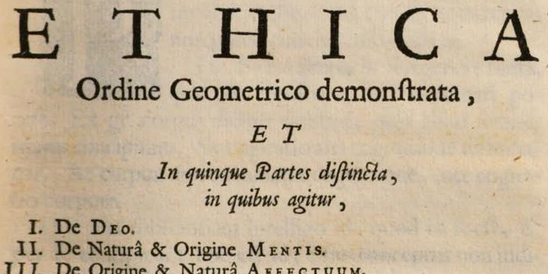 ETHICA
Ordine Geometrico demonſtrata,
ET
In quinque Partes diſtincta,
in quibus agitur,
I. De DEO.
II. De Naturâ & Origine MENTIS.
III. De Origine & Naturâ AFFECTUUM.